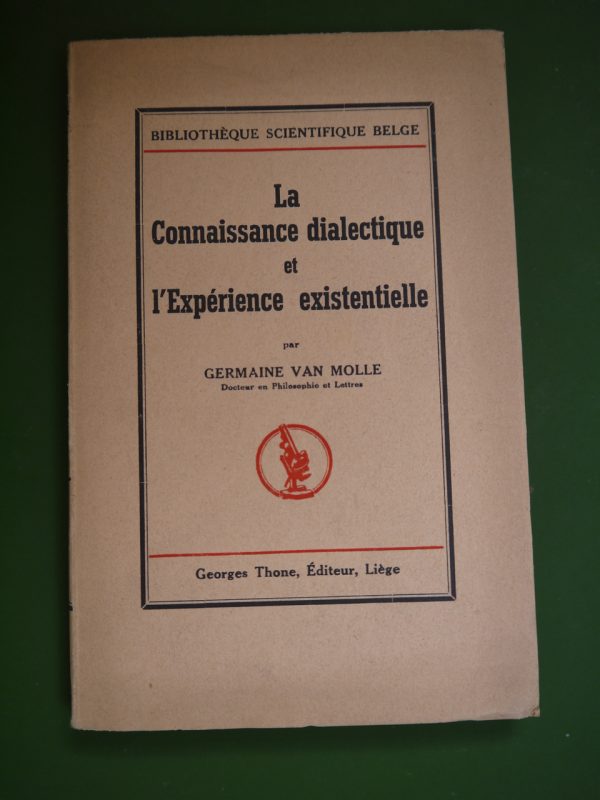 BIBLIOTHÈQUE SCIENTIFIQUE BELGE
La
Connaissance dialectique
et
l'Expérience existentielle
par
GERMAINE VAN MOLLE
Docteur en Philosophie et Lettres
Georges Thone, Éditeur, Liège